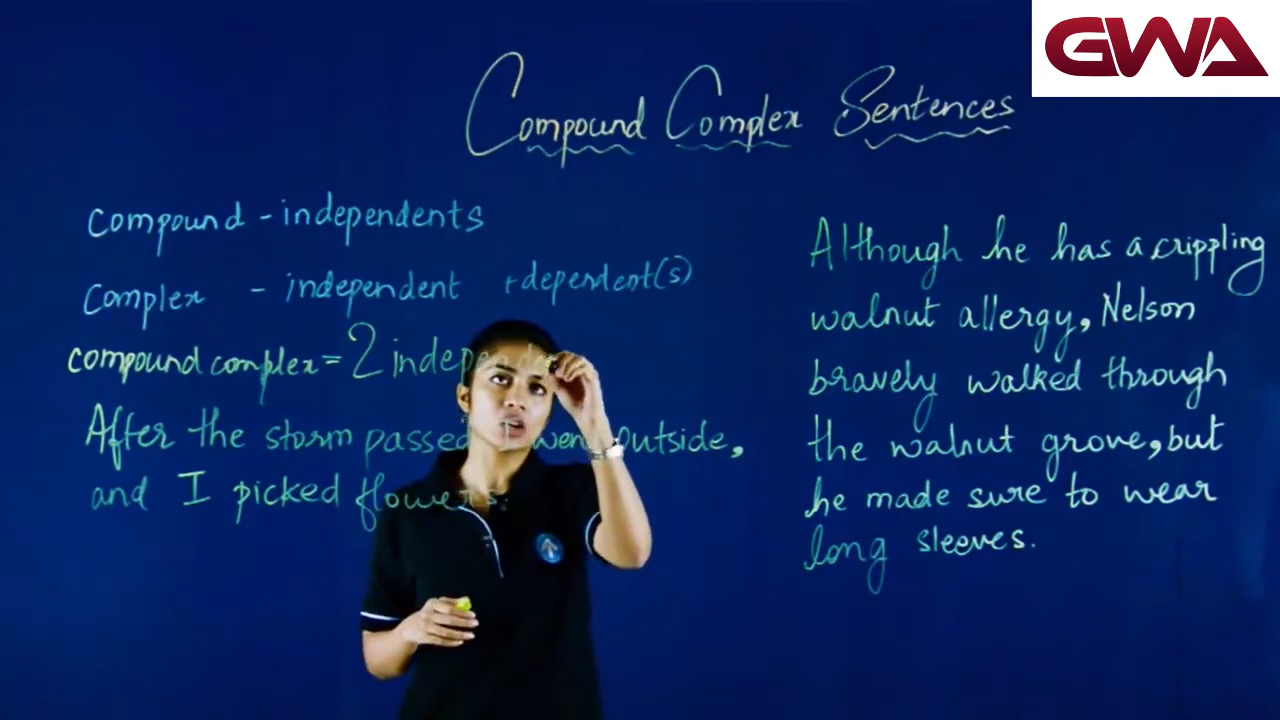 GWA
Compound Complex Sentences
Compound - independents
Complex - independent + dependent(s)
compound complex = 2 independen
After the storm passed, I went outside,
and I picked flowers.
Although he has a crippling
walnut allergy, Nelson
bravely walked through
the walnut grove, but
he made sure to wear
long sleeves.